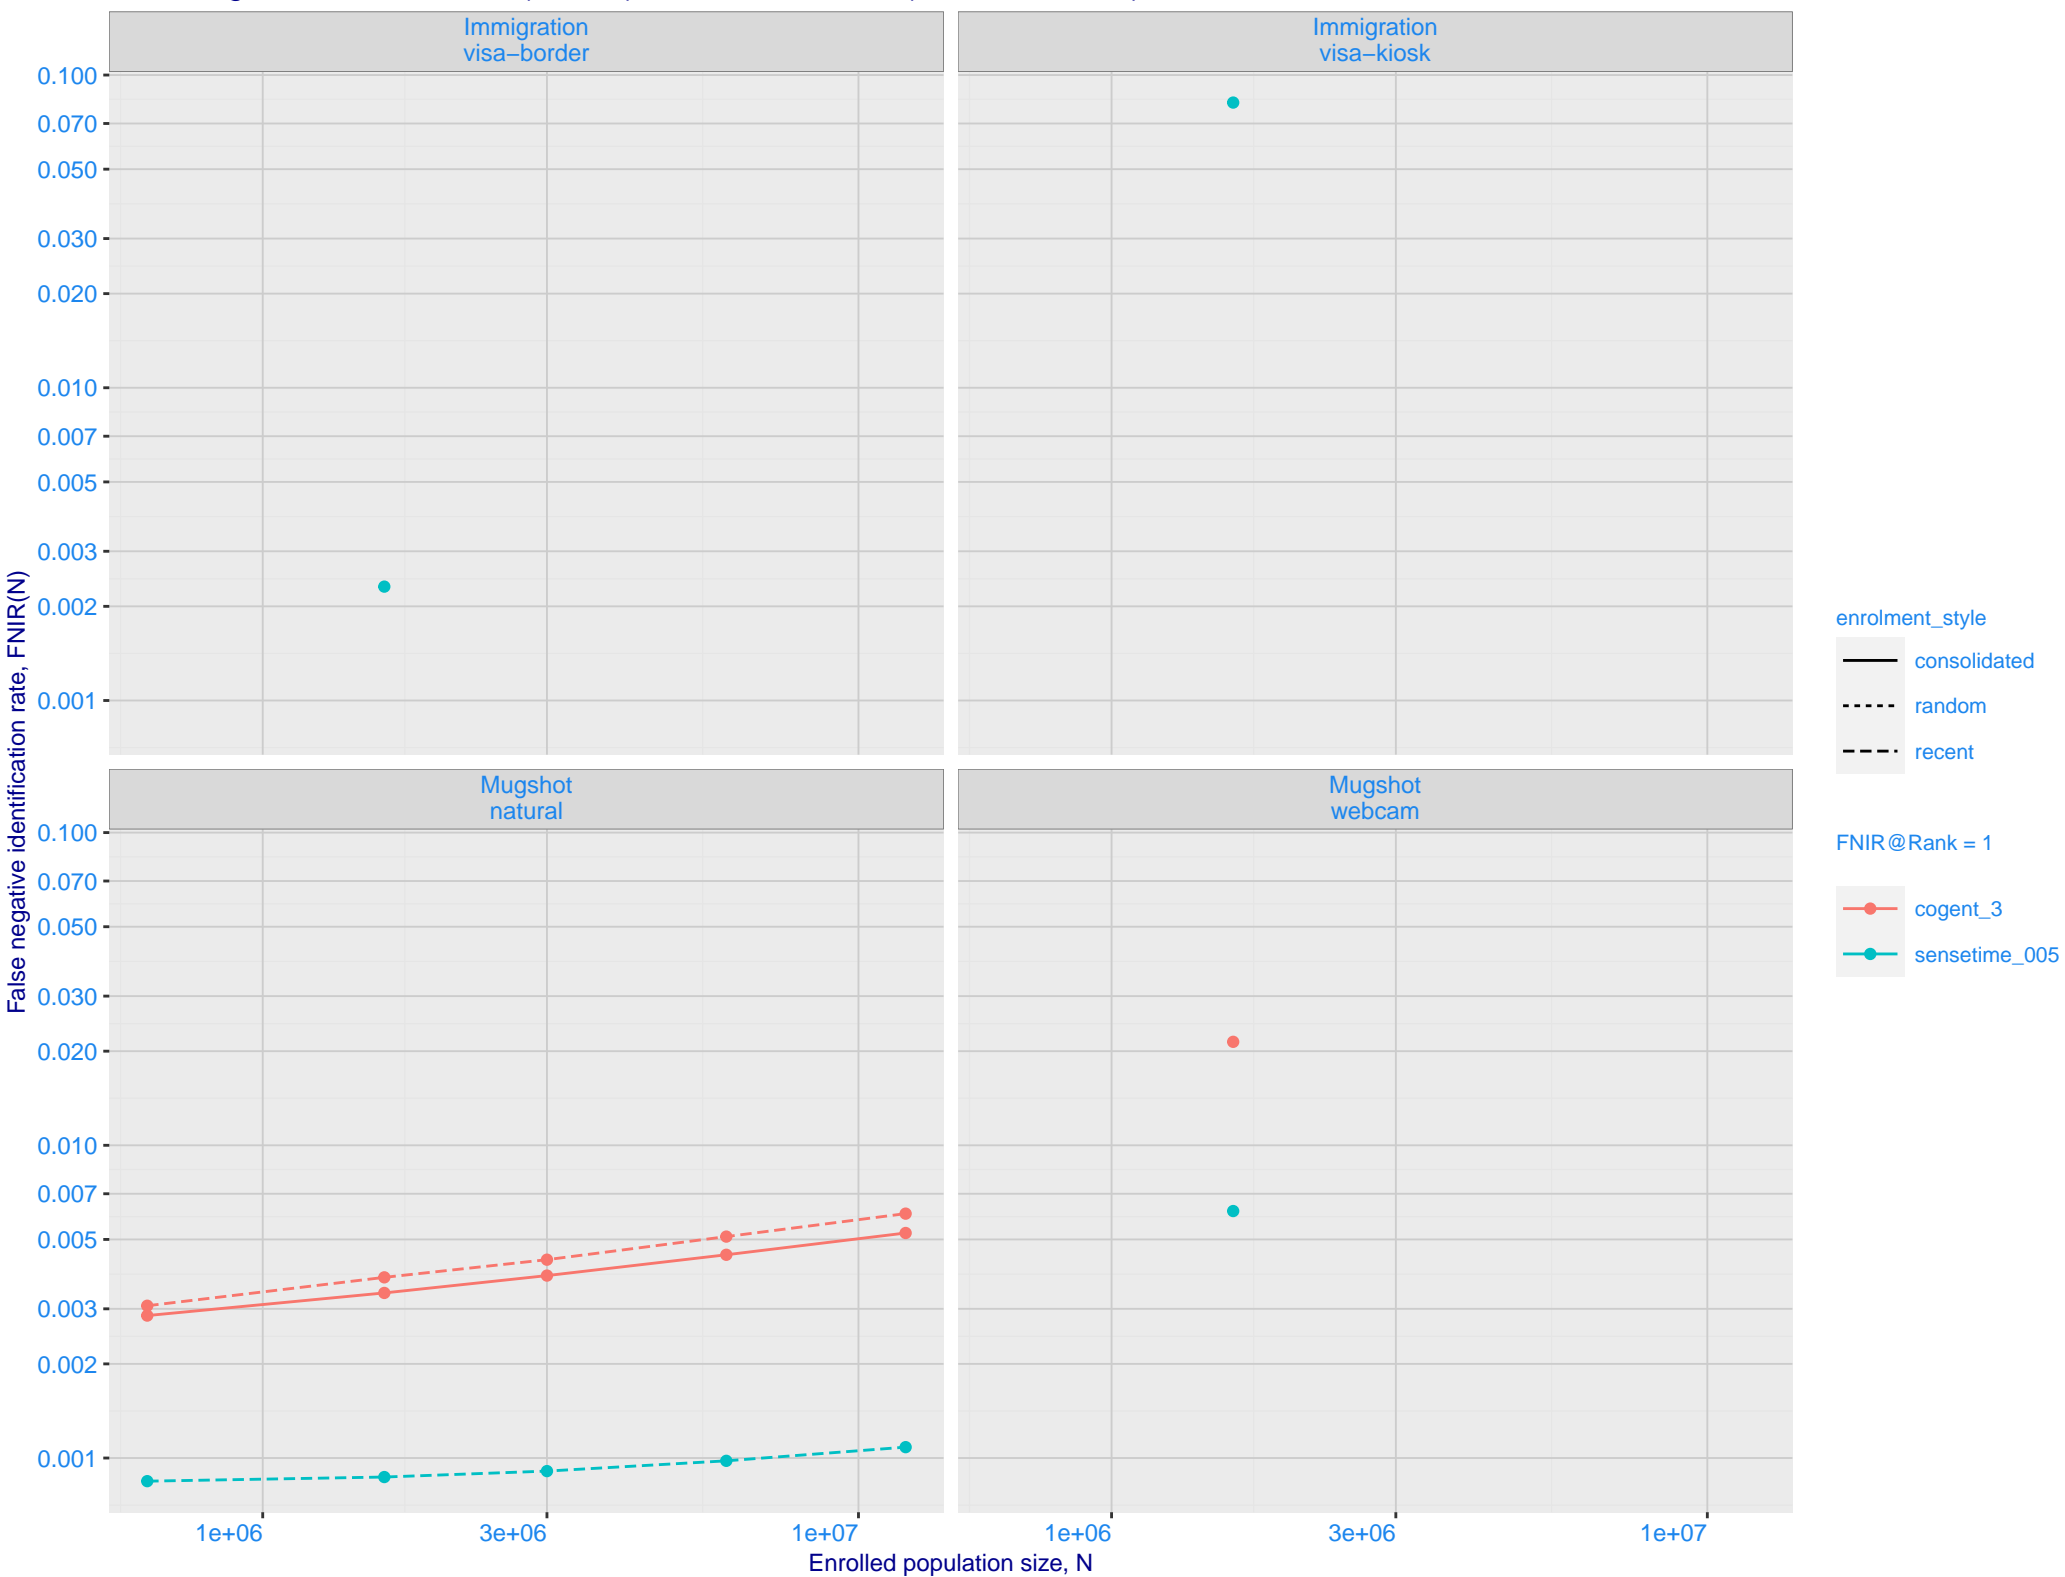 Immigration
visa−border
Immigration
visa−kiosk
0.100
0.070
0.050
0.030
0.020
0.010
0.007
0.005
0.003
0.002
0.001
False negative identification rate, FNIR(N)
Mugshot
natural
Mugshot
webcam
0.100
0.070
0.050
0.030
0.020
0.010
0.007
0.005
0.003
0.002
0.001
1e+06
3e+06
1e+07
1e+06
3e+06
1e+07
Enrolled population size, N
enrolment_style
consolidated
random
recent
FNIR@Rank = 1
cogent_3
sensetime_005